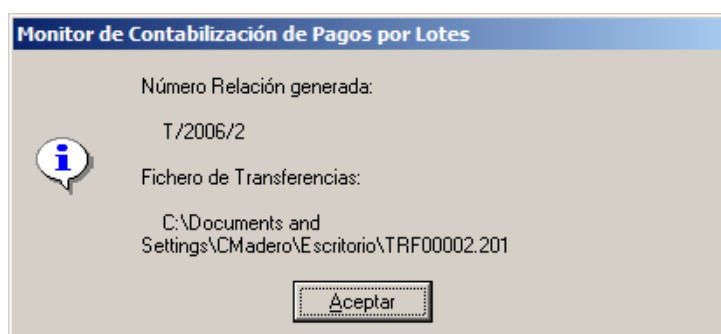 Monitor de Contabilización de Pagos por Lotes
Número Relación generada:
T/2006/2
Fichero de Transferencias:
C:\Documents and
Settings\CMadero\Escritorio\TRF00002.201
Aceptar